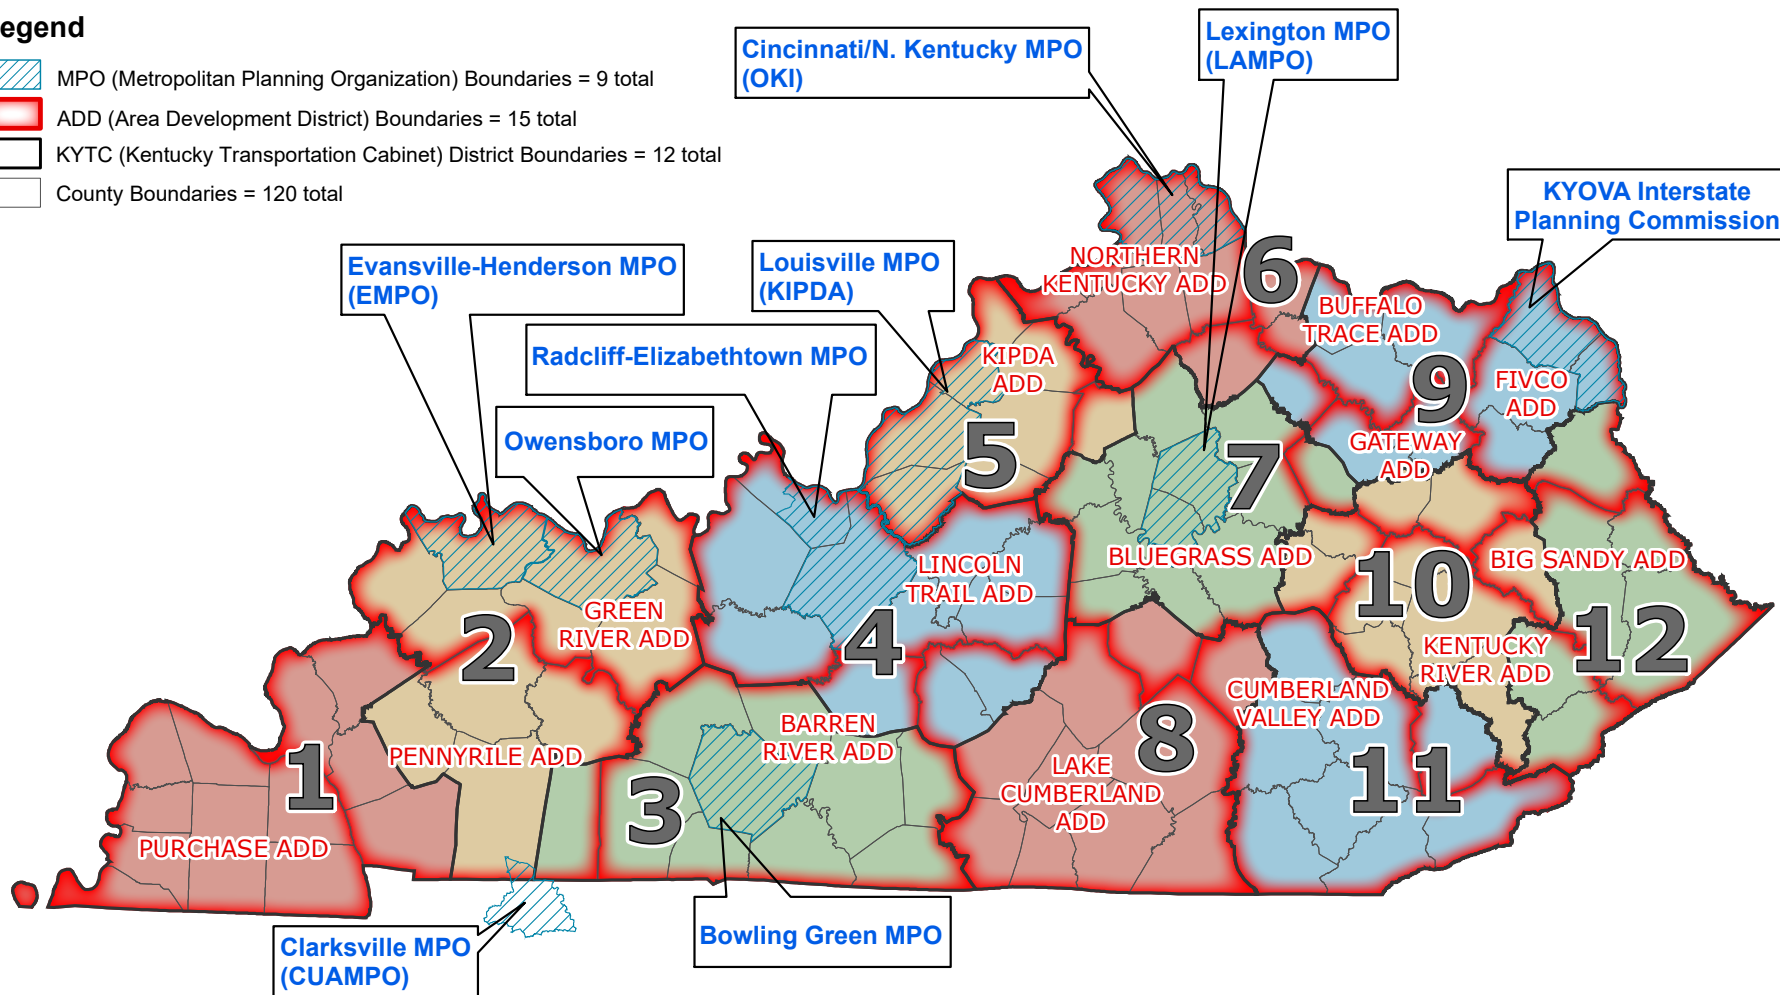 egend
MPO (Metropolitan Planning Organization) Boundaries = 9 total
ADD (Area Development District) Boundaries = 15 total
KYTC (Kentucky Transportation Cabinet) District Boundaries = 12 total
County Boundaries = 120 total
Cincinnati/N. Kentucky MPO
(OKI)
Lexington MPO
(LAMPO)
KYOVA Interstate
Planning Commission
Evansville-Henderson MPO
(EMPO)
Louisville MPO
(KIPDA)
Radcliff-Elizabethtown MPO
Owensboro MPO
NORTHERN
KENTUCKY ADD
6
BUFFALO
TRACE ADD
KIPDA
ADD
9
FIVCO
ADD
5
7
GATEWAY
ADD
BLUEGRASS ADD
LINCOLN
TRAIL ADD
10
BIG SANDY ADD
GREEN
RIVER ADD
2
4
12
KENTUCKY
RIVER ADD
CUMBERLAND
VALLEY ADD
BARREN
RIVER ADD
8
PENNYRILE ADD
1
3
LAKE
CUMBERLAND
ADD
11
PURCHASE ADD
Bowling Green MPO
Clarksville MPO
(CUAMPO)